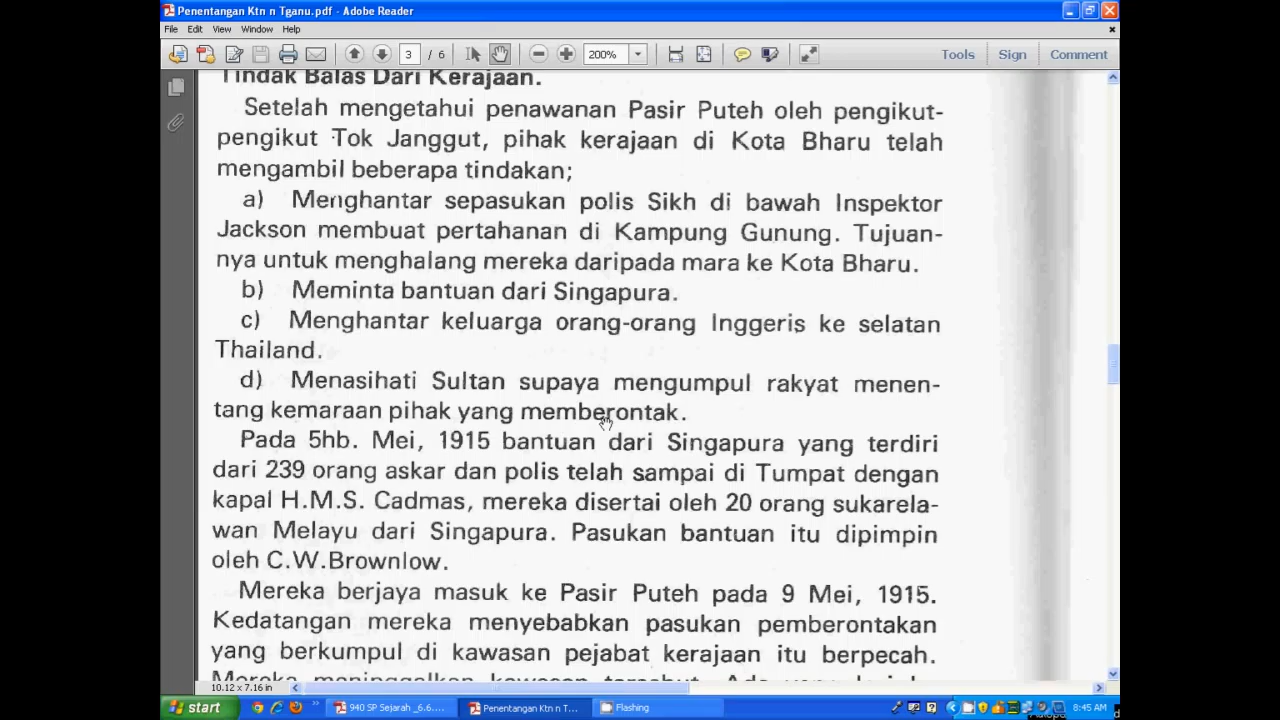 Penentangan Ktn n Tganu.pdf - Adobe Reader
File Edit View Window Help
3 / 6 200% Tools Sign Comment
Tindak Balas Dari Kerajaan.
Setelah mengetahui penawanan Pasir Puteh oleh pengikut-
pengikut Tok Janggut, pihak kerajaan di Kota Bharu telah
mengambil beberapa tindakan;
a) Menghantar sepasukan polis Sikh di bawah Inspektor
Jackson membuat pertahanan di Kampung Gunung. Tujuan-
nya untuk menghalang mereka daripada mara ke Kota Bharu.
b) Meminta bantuan dari Singapura.
c) Menghantar keluarga orang-orang Inggeris ke selatan
Thailand.
d) Menasihati Sultan supaya mengumpul rakyat menen-
tang kemaraan pihak yang memberontak.
Pada 5hb. Mei, 1915 bantuan dari Singapura yang terdiri
dari 239 orang askar dan polis telah sampai di Tumpat dengan
kapal H.M.S. Cadmas, mereka disertai oleh 20 orang sukarela-
wan Melayu dari Singapura. Pasukan bantuan itu dipimpin
oleh C.W.Brownlow.
Mereka berjaya masuk ke Pasir Puteh pada 9 Mei, 1915.
Kedatangan mereka menyebabkan pasukan pemberontakan
yang berkumpul di kawasan pejabat kerajaan itu berpecah.
Mereka meninggalkan kawasan tersebut. Ada yang
10.12 x 7.16 in
start 940 SP Sejarah _6.6.... Penentangan Ktn n T... Flashing 8:45 AM